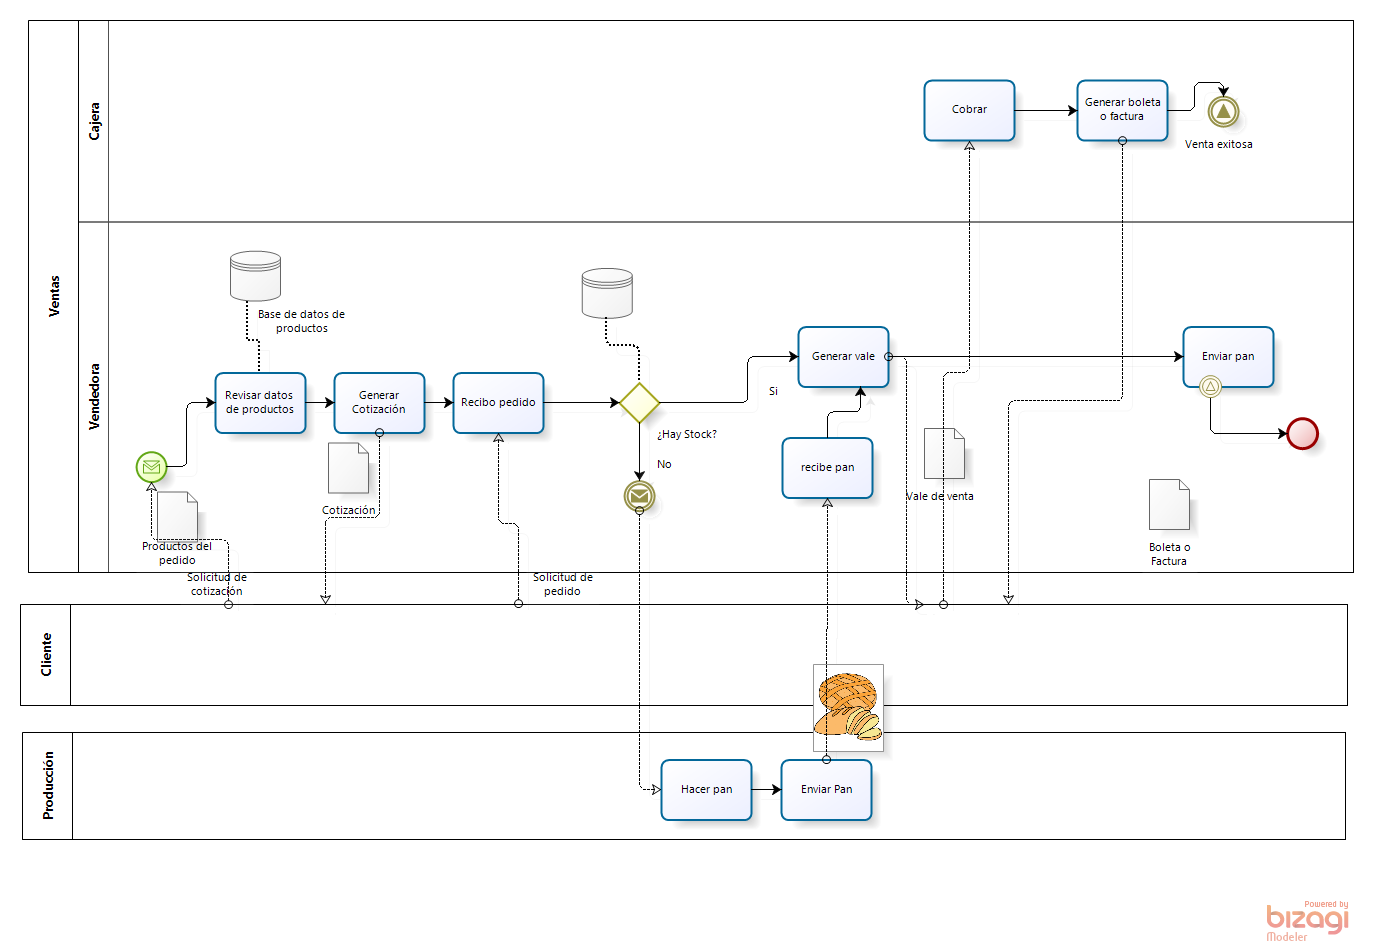 Ventas
Cajera
Cobrar
Generar boleta
o factura
Venta exitosa
Vendedora
Base de datos de
productos
Revisar datos
de productos
Generar
Cotización
Recibo pedido
¿Hay Stock?
Si
No
Generar vale
recibe pan
Enviar pan
Cotización
Vale de venta
Productos del
pedido
Boleta o
Factura
Solicitud de
cotización
Solicitud de
pedido
Cliente
Producción
Hacer pan
Enviar Pan
Powered by
bizagi
Modeler